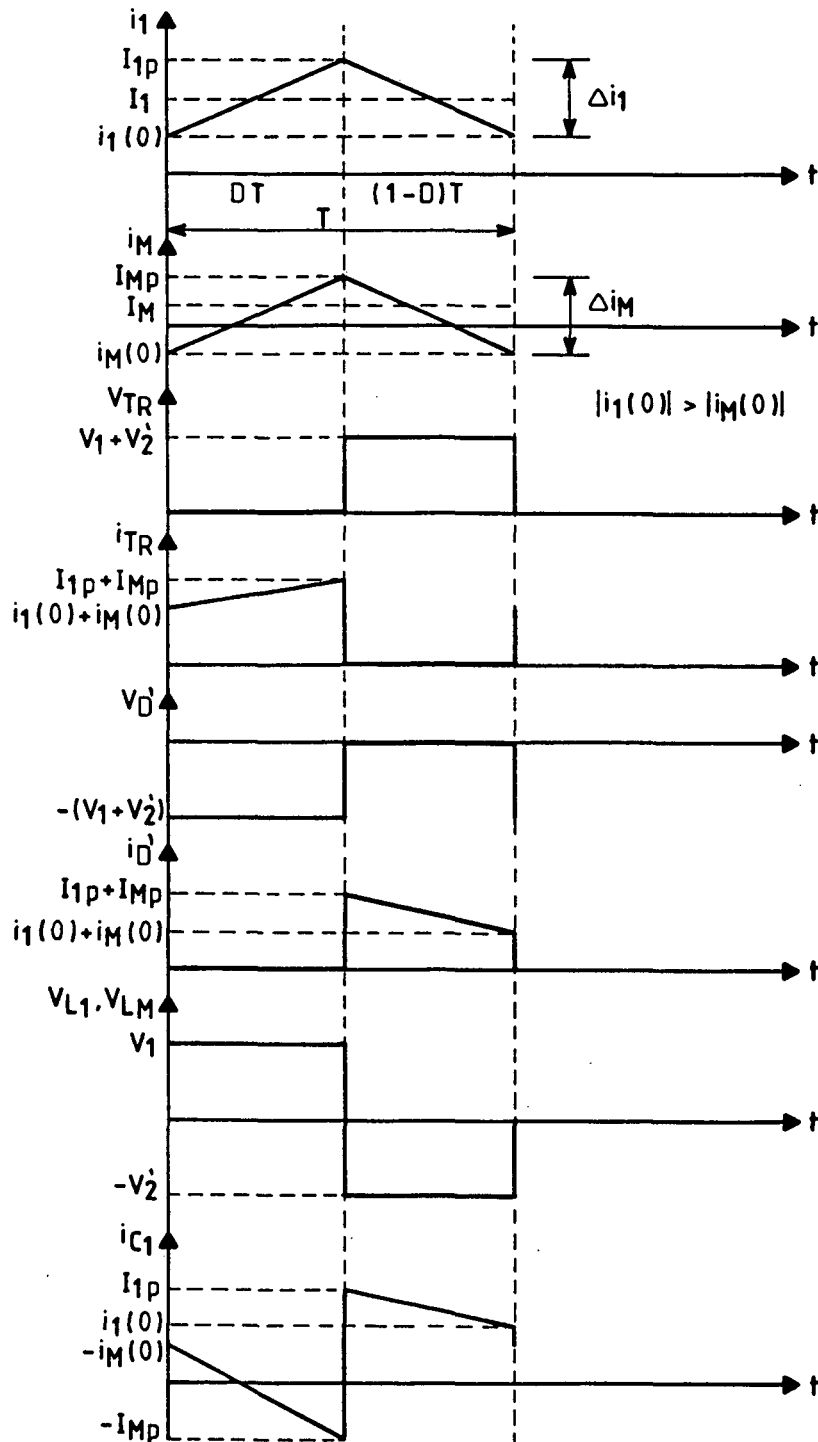 i1
I1p
I1
i1(0)
Δi1
t
DT (1-D)T
T
iM
IMp
IM
iM(0)
ΔiM
t
|i1(0)| > |iM(0)|
VTR
V1+V2'
t
iTR
I1p+IMp
i1(0)+iM(0)
t
VD'
t
-(V1+V2')
iD'
I1p+IMp
i1(0)+iM(0)
t
VL1, VLM
V1
t
-V2'
iC1
I1p
i1(0)
-iM(0)
t
-IMp